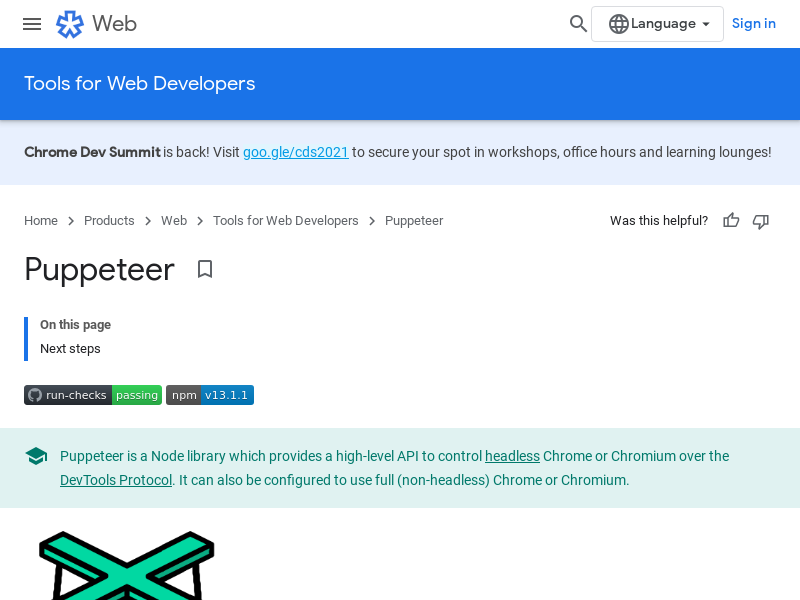 Web
Language
Sign in
Tools for Web Developers
Chrome Dev Summit is back! Visit goo.gle/cds2021 to secure your spot in workshops, office hours and learning lounges!
Home > Products > Web > Tools for Web Developers > Puppeteer
Was this helpful?
Puppeteer
On this page
Next steps
run-checks passing npm v13.1.1
Puppeteer is a Node library which provides a high-level API to control headless Chrome or Chromium over the
DevTools Protocol. It can also be configured to use full (non-headless) Chrome or Chromium.